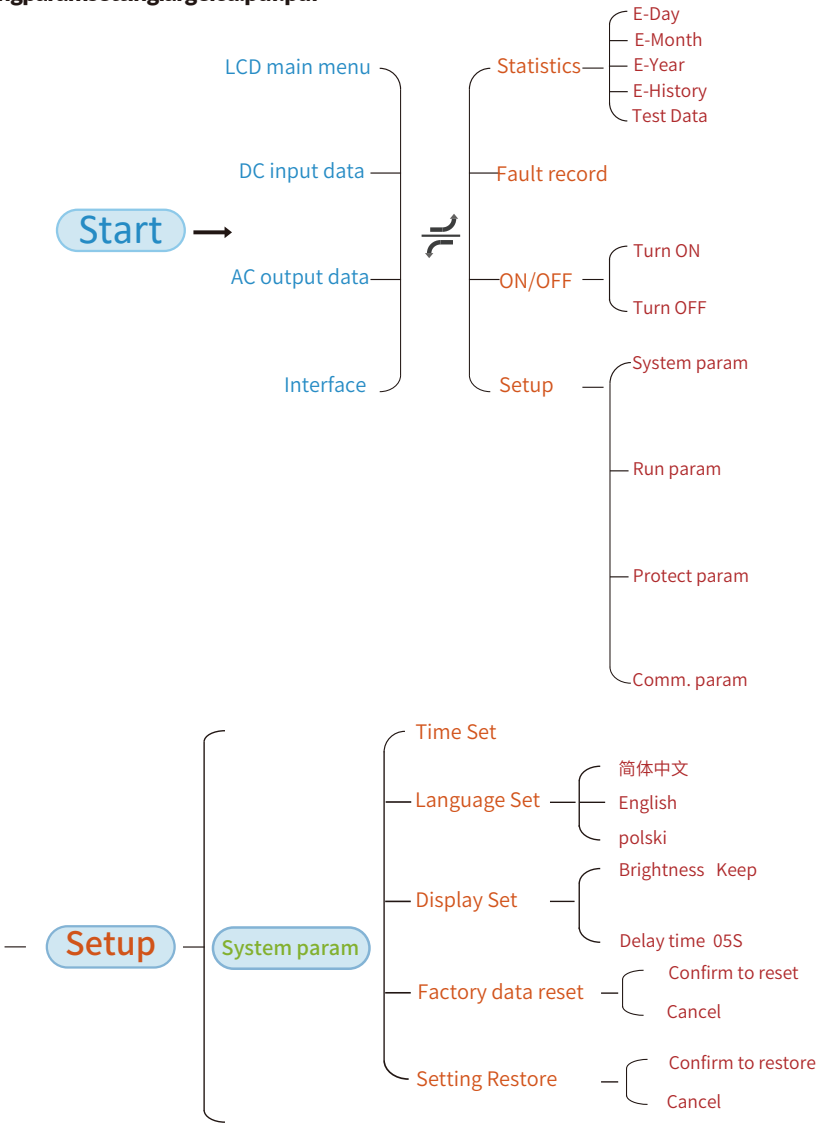 LCD main menu
DC input data
Start
AC output data
Interface
Statistics
E-Day
E-Month
E-Year
E-History
Test Data
Fault record
ON/OFF
Turn ON
Turn OFF
Setup
System param
Run param
Protect param
Comm. param
Setup
System param
Time Set
Language Set
简体中文
English
polski
Display Set
Brightness Keep
Delay time 05S
Factory data reset
Confirm to reset
Cancel
Setting Restore
Confirm to restore
Cancel